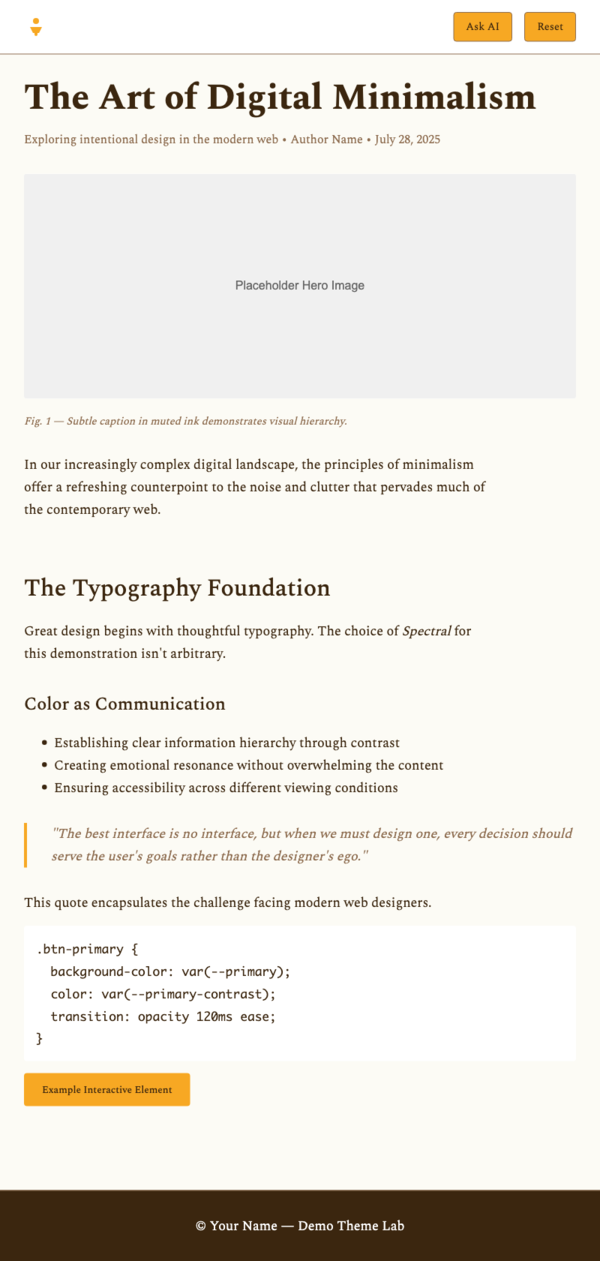 Ask AI
Reset
The Art of Digital Minimalism
Exploring intentional design in the modern web • Author Name • July 28, 2025
Placeholder Hero Image
Fig. 1 — Subtle caption in muted ink demonstrates visual hierarchy.
In our increasingly complex digital landscape, the principles of minimalism
offer a refreshing counterpoint to the noise and clutter that pervades much of
the contemporary web.
The Typography Foundation
Great design begins with thoughtful typography. The choice of Spectral for
this demonstration isn't arbitrary.
Color as Communication
• Establishing clear information hierarchy through contrast
• Creating emotional resonance without overwhelming the content
• Ensuring accessibility across different viewing conditions
"The best interface is no interface, but when we must design one, every decision should
serve the user's goals rather than the designer's ego."
This quote encapsulates the challenge facing modern web designers.
.btn-primary {
  background-color: var(--primary);
  color: var(--primary-contrast);
  transition: opacity 120ms ease;
}
Example Interactive Element
© Your Name — Demo Theme Lab